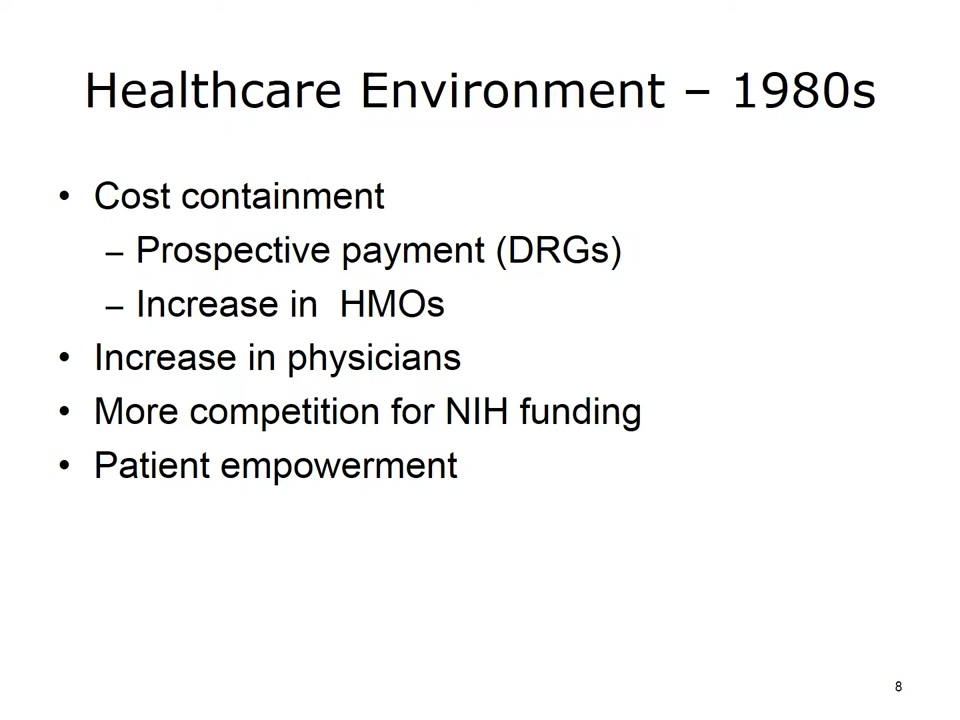 Healthcare Environment – 1980s
• Cost containment
– Prospective payment (DRGs)
– Increase in  HMOs
• Increase in physicians
• More competition for NIH funding
• Patient empowerment
8